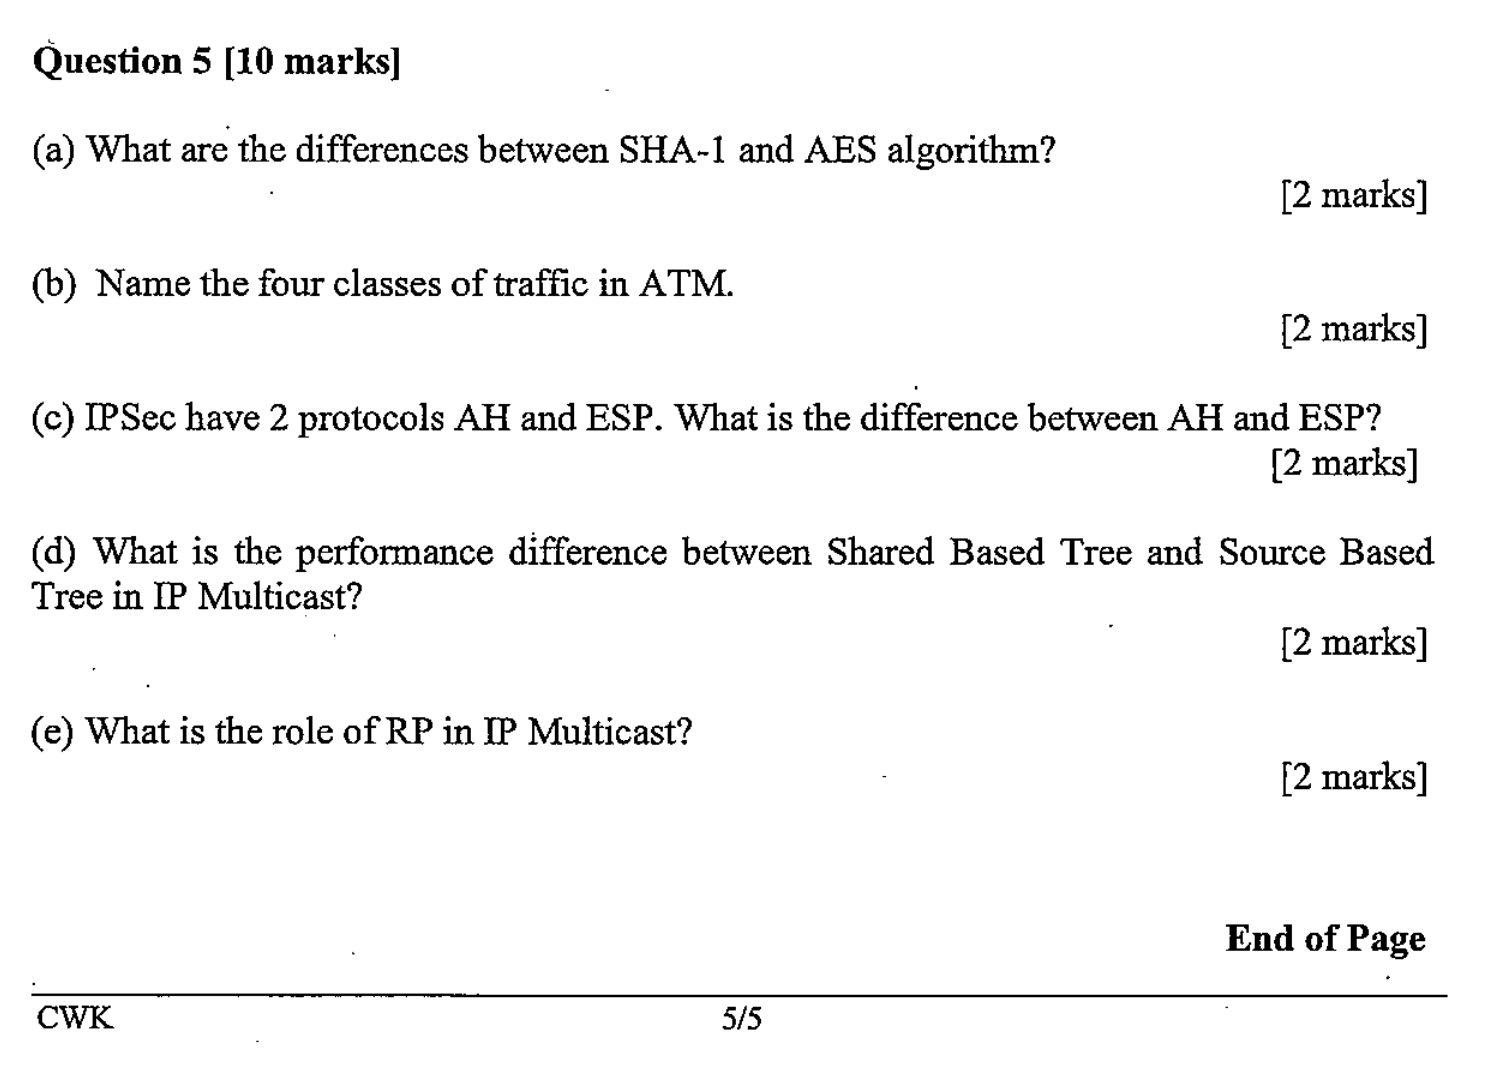 Question 5 [10 marks]
(a) What are the differences between SHA-1 and AES algorithm?
[2 marks]
(b) Name the four classes of traffic in ATM.
[2 marks]
(c) IPSec have 2 protocols AH and ESP. What is the difference between AH and ESP?
[2 marks]
(d) What is the performance difference between Shared Based Tree and Source Based
Tree in IP Multicast?
[2 marks]
(e) What is the role of RP in IP Multicast?
[2 marks]
End of Page
CWK 5/5